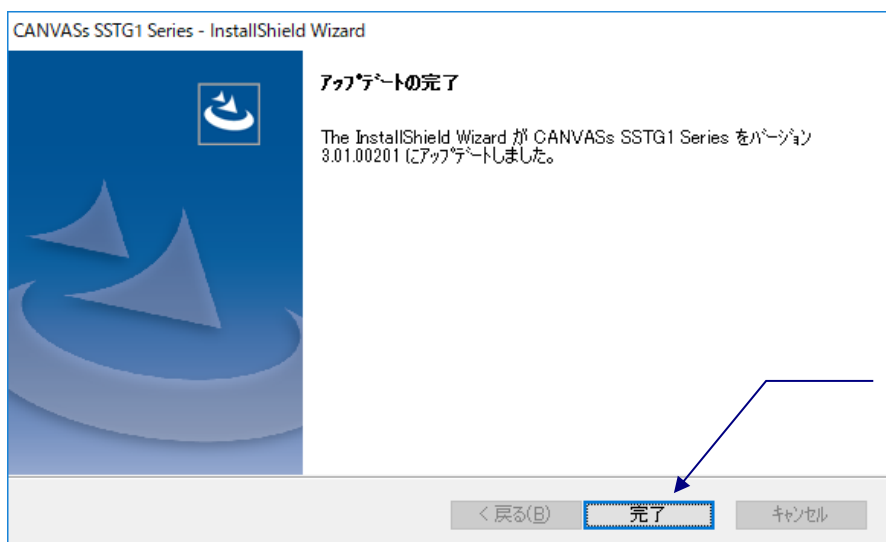 CANVASs SSTG1 Series - InstallShield Wizard
ｱｯﾌﾟﾃﾞｰﾄの完了
The InstallShield Wizard が CANVASs SSTG1 Series をﾊﾞｰｼﾞｮﾝ
3.01.00201 にｱｯﾌﾟﾃﾞｰﾄしました。
< 戻る(B)
完了
ｷｬﾝｾﾙ